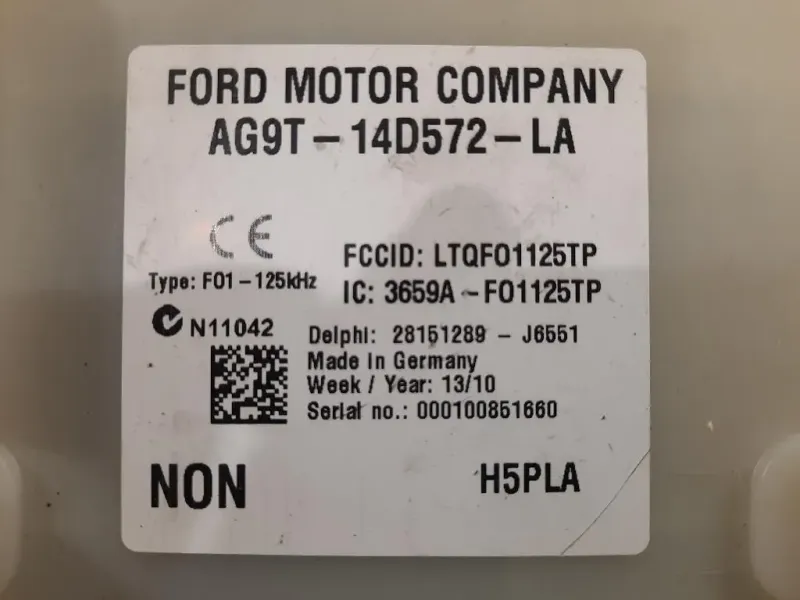 FORD MOTOR COMPANY
AG9T-14D572-LA
CE
FCCID: LTQFO1125TP
Type: FO1-125kHz
IC: 3659A-FO1125TP
N11042
Delphi: 28151289 - J6551
Made in Germany
Week / Year: 13/10
Serial no.: 000100851660
NON
H5PLA